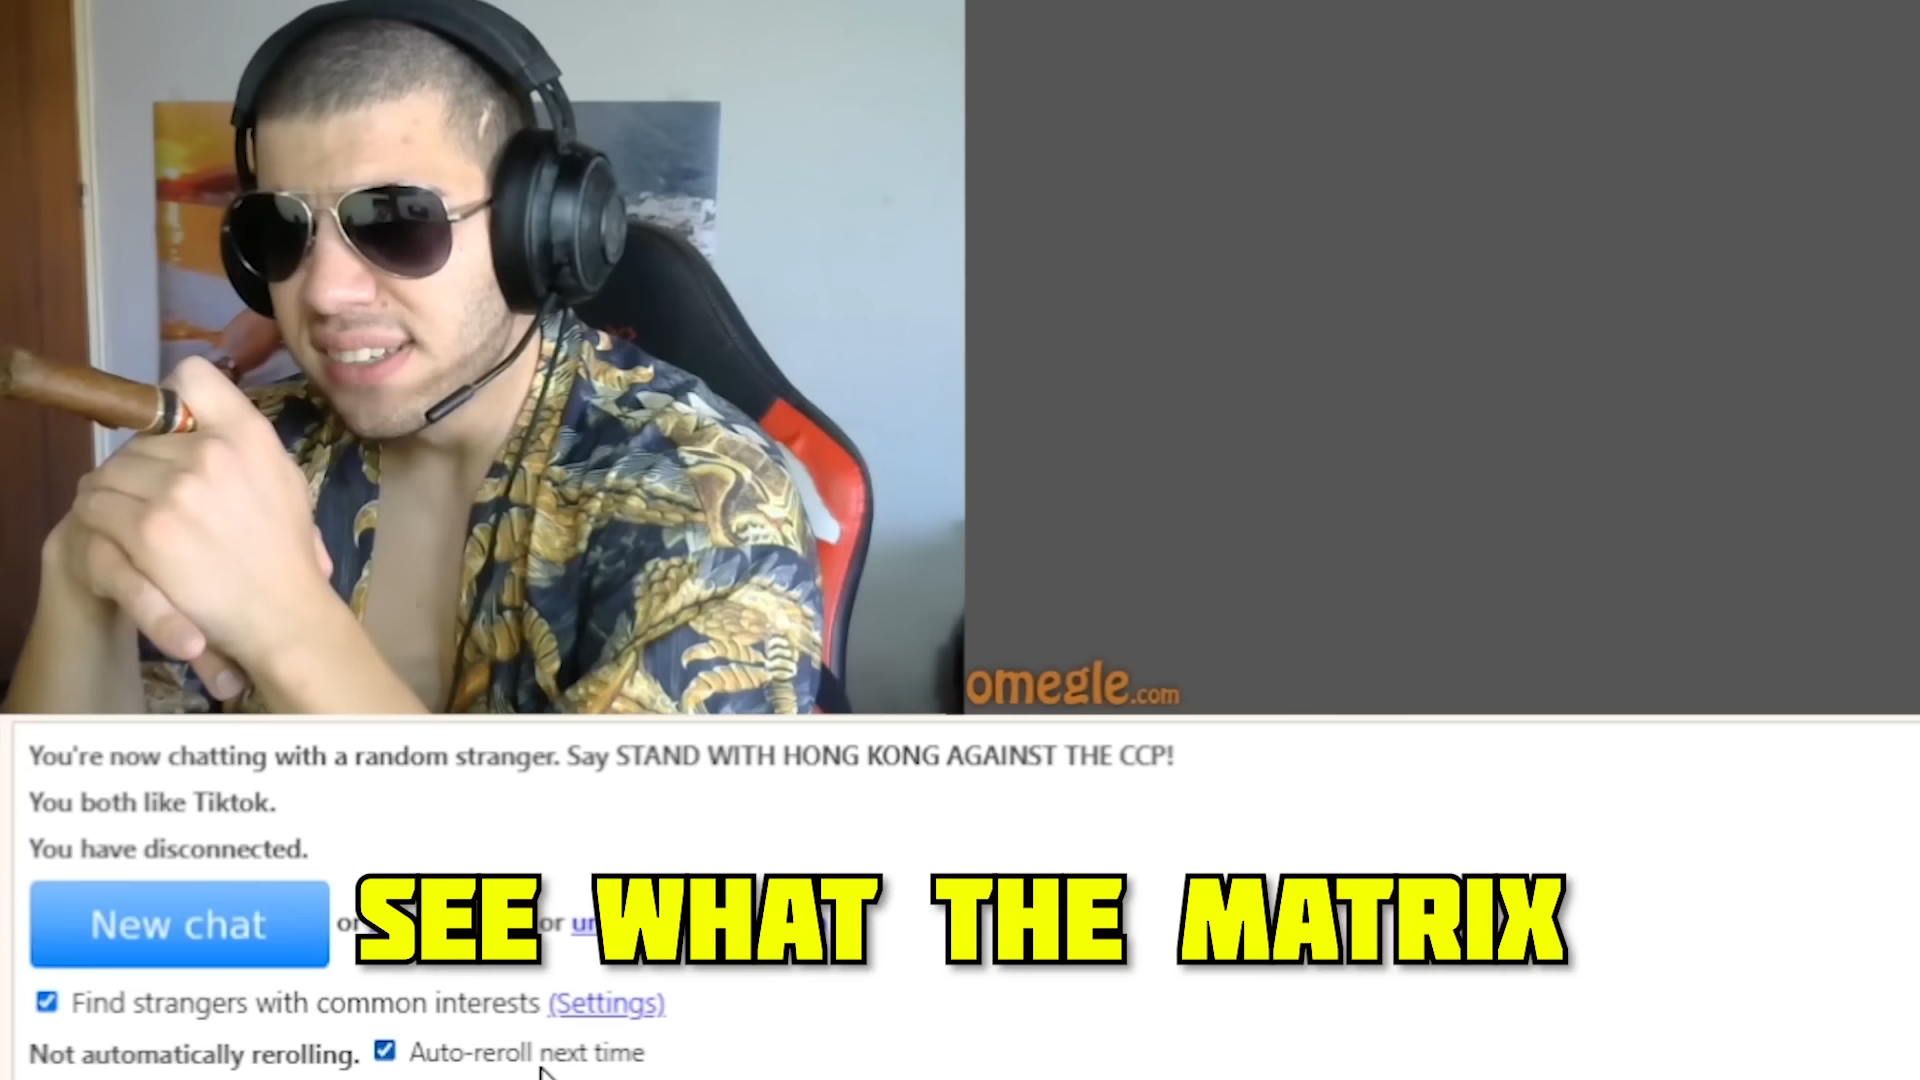 omegle.com
You're now chatting with a random stranger. Say STAND WITH HONG KONG AGAINST THE CCP!
You both like Tiktok.
You have disconnected.
New chat or or
SEE WHAT THE MATRIX
Find strangers with common interests (Settings)
Not automatically rerolling. Auto-reroll next time